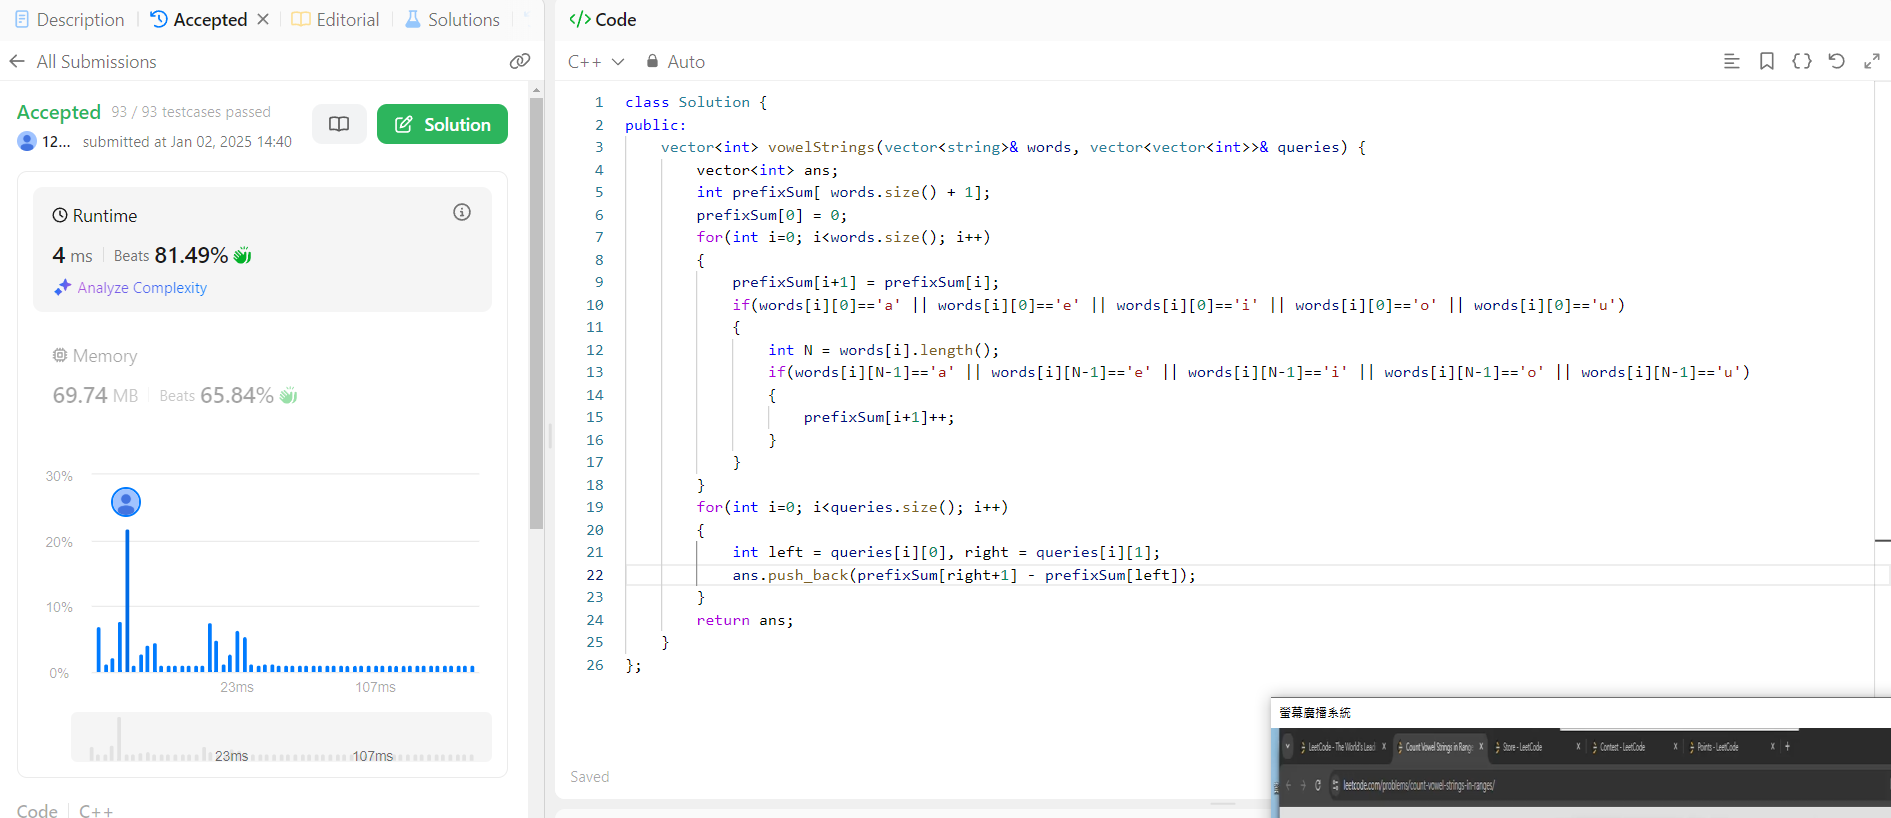 Description
Accepted
Editorial
Solutions
All Submissions
Accepted 93 / 93 testcases passed
12... submitted at Jan 02, 2025 14:40
Solution
Runtime
4 ms Beats 81.49%
Analyze Complexity
Memory
69.74 MB Beats 65.84%
30%
20%
10%
0%
23ms 107ms
23ms 107ms
Code C++
</> Code
C++ Auto
1 class Solution {
2 public:
3 vector<int> vowelStrings(vector<string>& words, vector<vector<int>>& queries) {
4 vector<int> ans;
5 int prefixSum[ words.size() + 1];
6 prefixSum[0] = 0;
7 for(int i=0; i<words.size(); i++)
8 {
9 prefixSum[i+1] = prefixSum[i];
10 if(words[i][0]=='a' || words[i][0]=='e' || words[i][0]=='i' || words[i][0]=='o' || words[i][0]=='u')
11 {
12 int N = words[i].length();
13 if(words[i][N-1]=='a' || words[i][N-1]=='e' || words[i][N-1]=='i' || words[i][N-1]=='o' || words[i][N-1]=='u')
14 {
15 prefixSum[i+1]++;
16 }
17 }
18 }
19 for(int i=0; i<queries.size(); i++)
20 {
21 int left = queries[i][0], right = queries[i][1];
22 ans.push_back(prefixSum[right+1] - prefixSum[left]);
23 }
24 return ans;
25 }
26 };
Saved
螢幕廣播系統
LeetCode - The World's Lead
Count Vowel Strings in Range
Store - LeetCode
Contest - LeetCode
Points - LeetCode
leetcode.com/problems/count-vowel-strings-in-ranges/